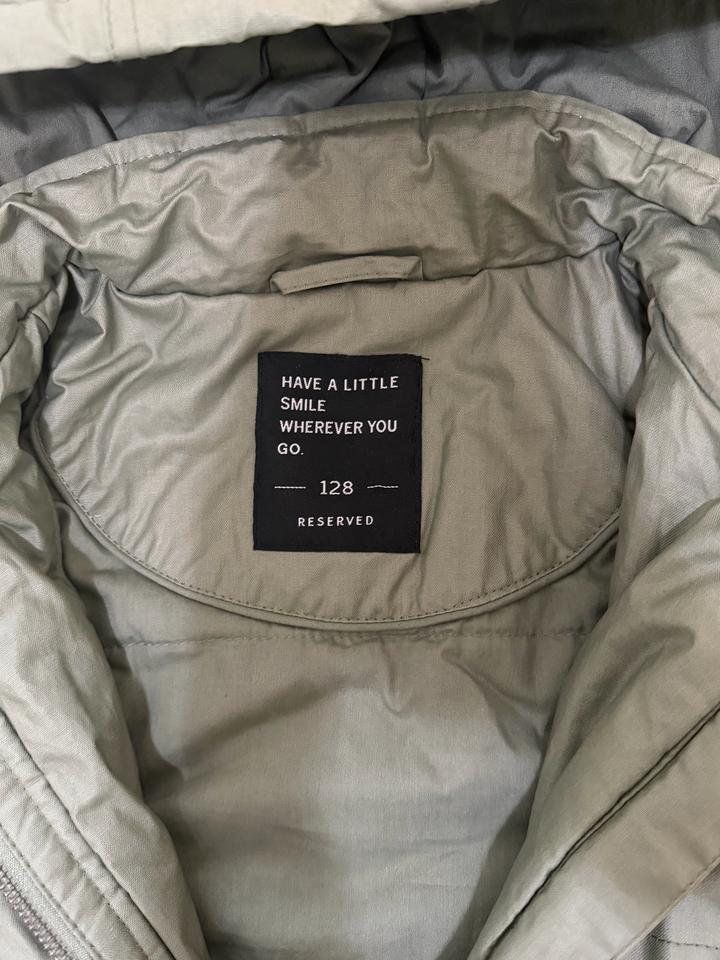 HAVE A LITTLE
SMILE
WHEREVER YOU
GO.
128
RESERVED